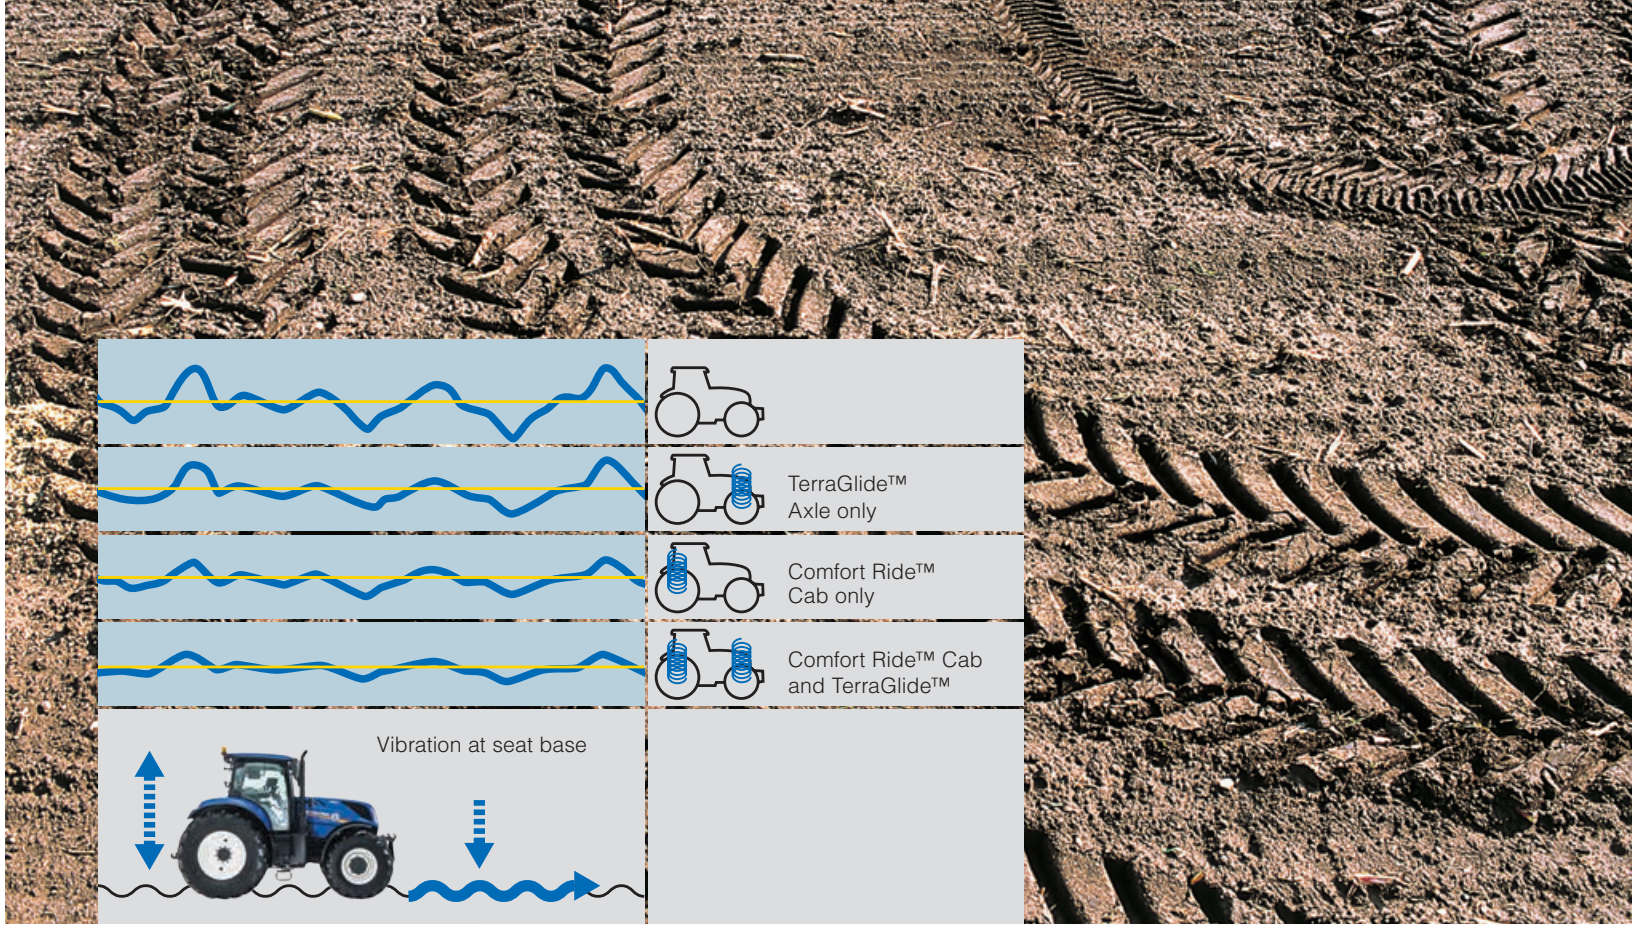 TerraGlide™
Axle only
Comfort Ride™
Cab only
Comfort Ride™ Cab
and TerraGlide™
Vibration at seat base